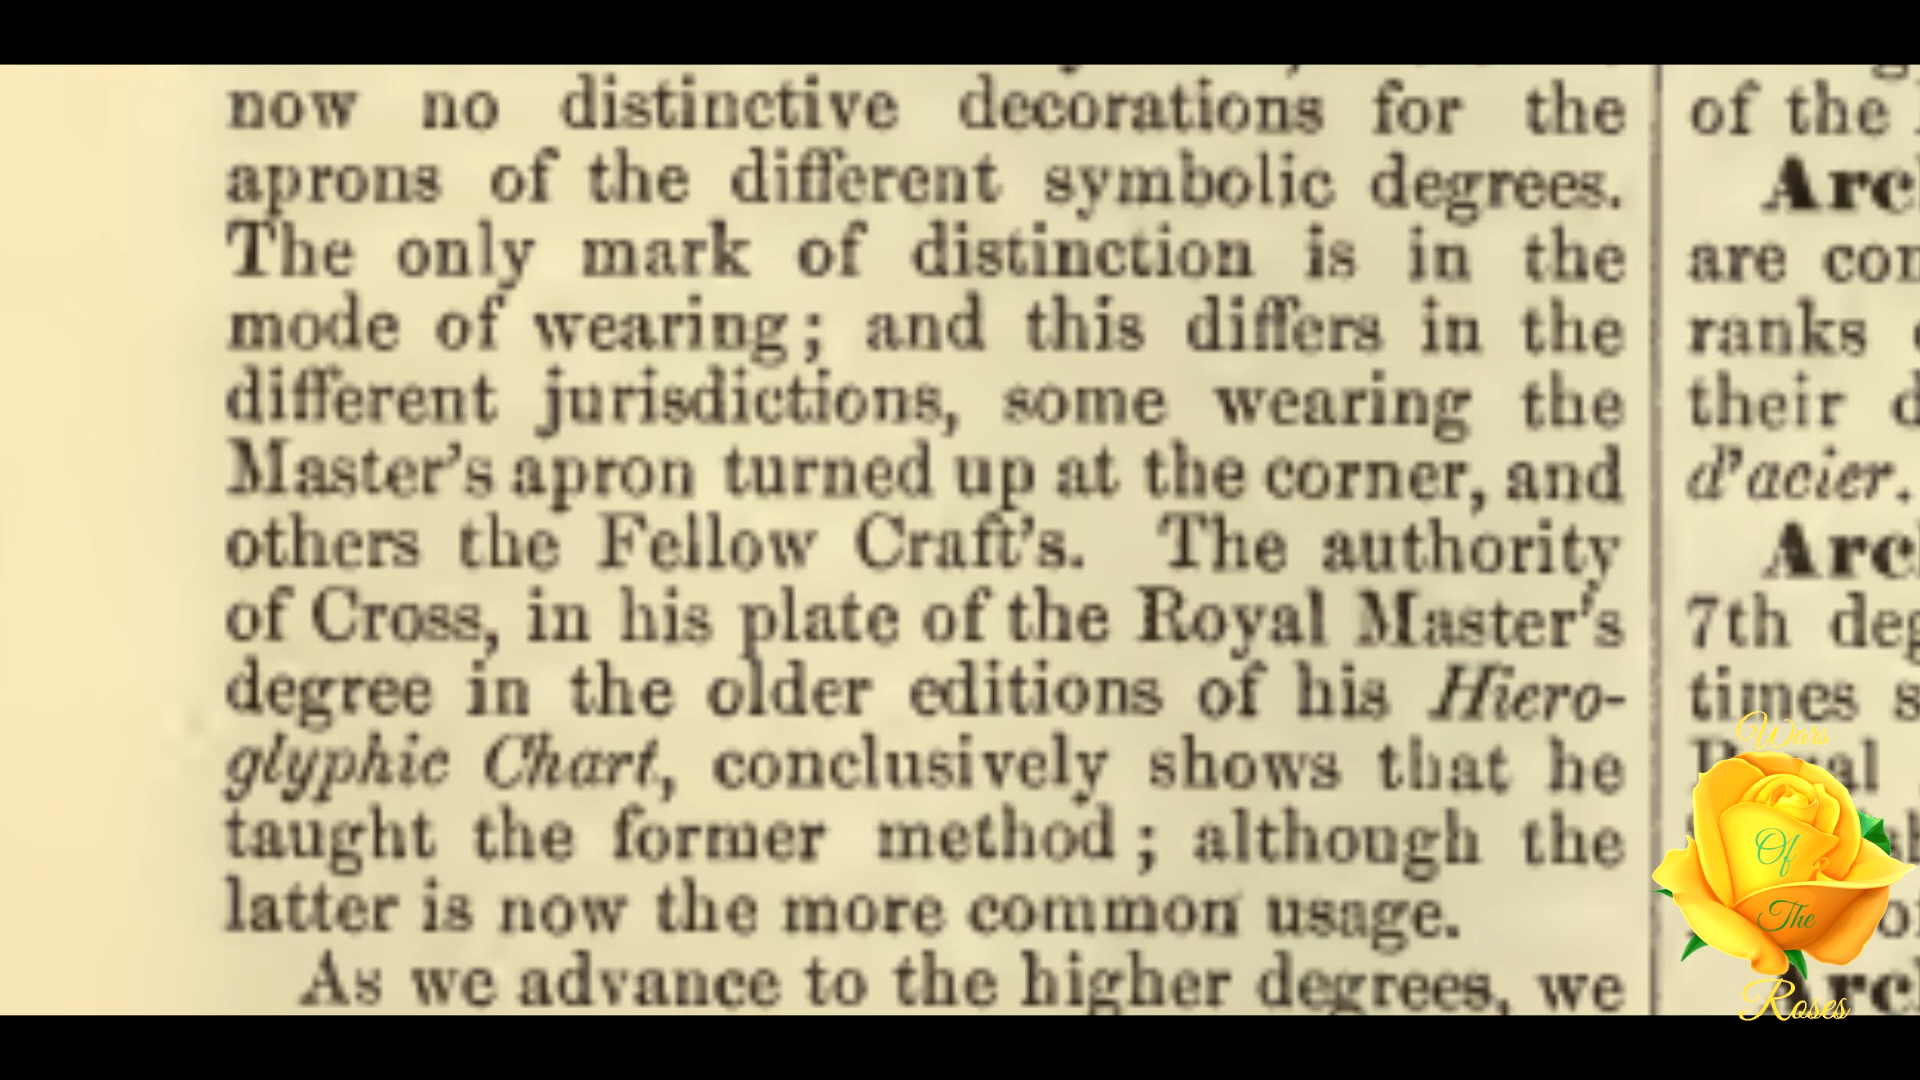 now no distinctive decorations for the
aprons of the different symbolic degrees.
The only mark of distinction is in the
mode of wearing; and this differs in the
different jurisdictions, some wearing the
Master's apron turned up at the corner, and
others the Fellow Craft's. The authority
of Cross, in his plate of the Royal Master's
degree in the older editions of his Hiero-
glyphic Chart, conclusively shows that he
taught the former method; although the
latter is now the more common usage.
As we advance to the higher degrees, we
of the
Arc
are con
ranks
their d
d'acier.
Arc
7th deg
times s
Wars
Of
The
Roses